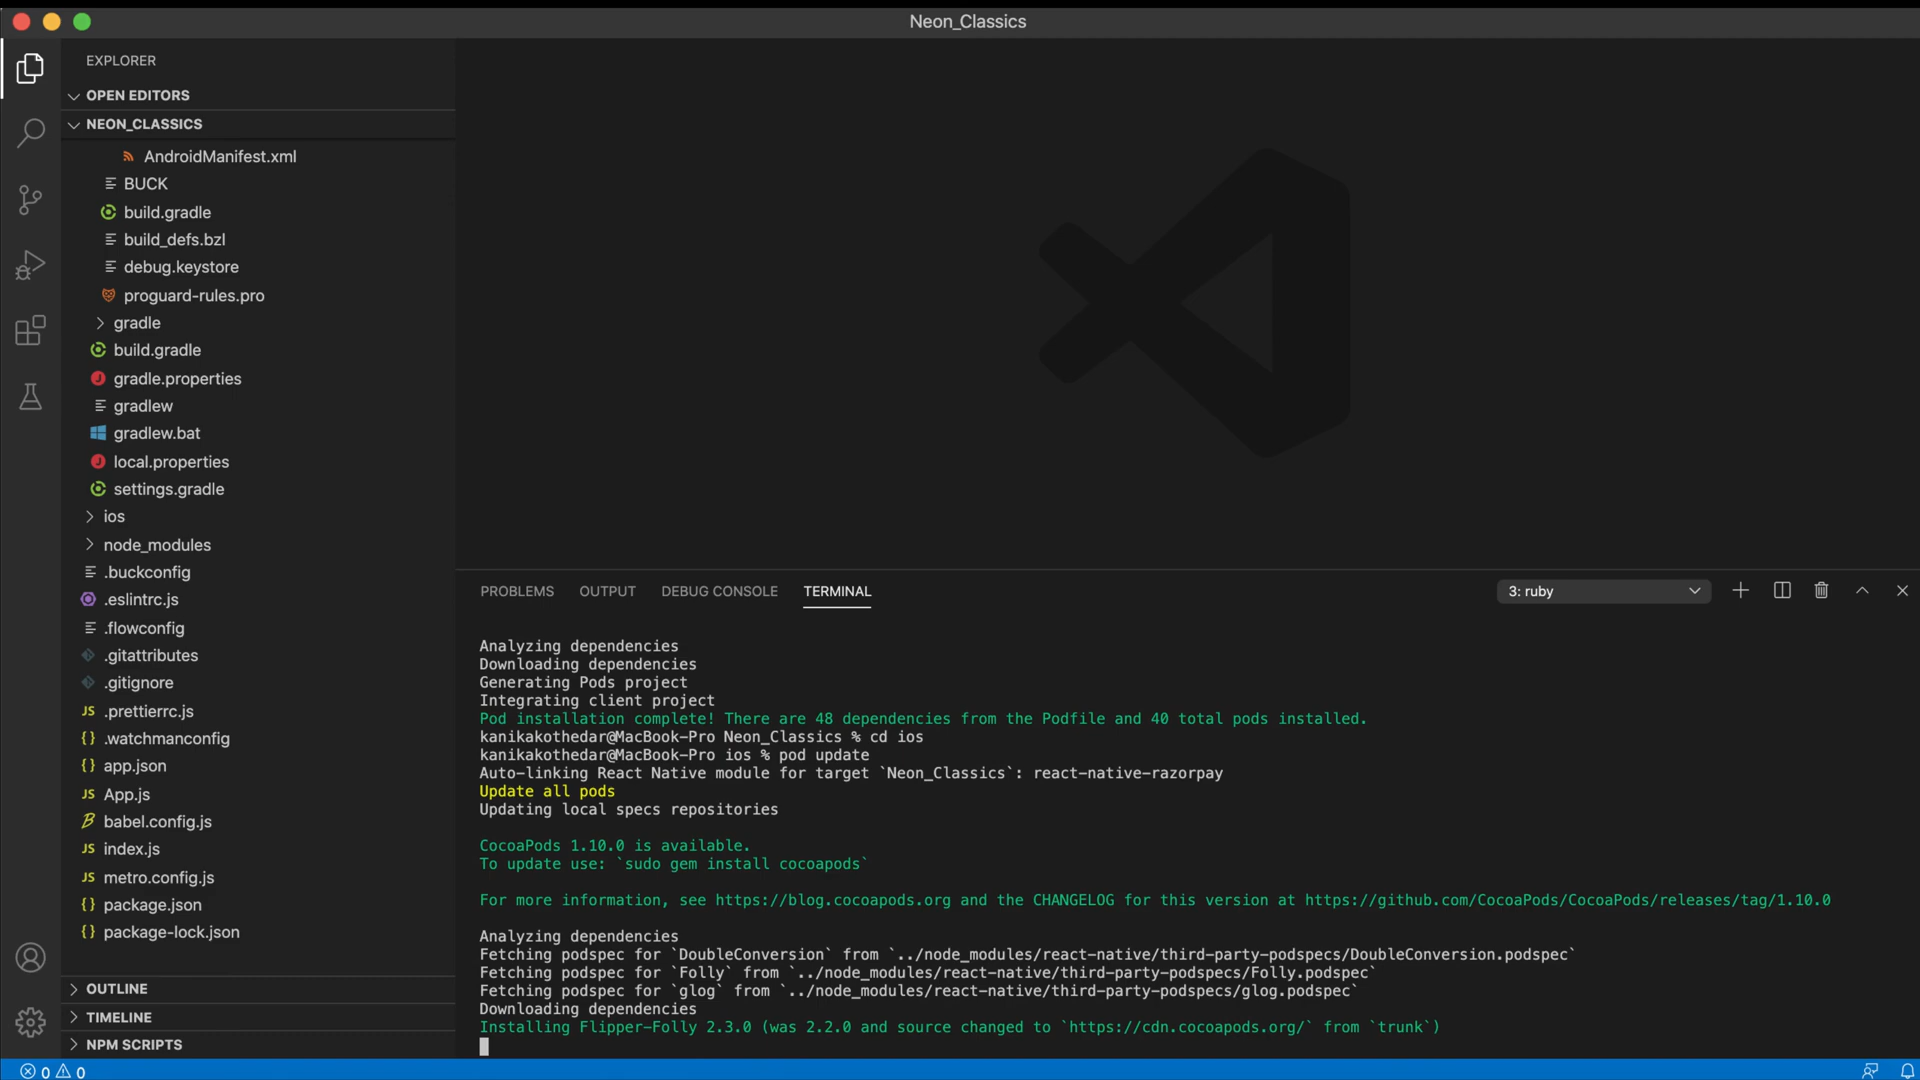 Neon_Classics
EXPLORER
OPEN EDITORS
NEON_CLASSICS
AndroidManifest.xml
BUCK
build.gradle
build_defs.bzl
debug.keystore
proguard-rules.pro
gradle
build.gradle
gradle.properties
gradlew
gradlew.bat
local.properties
settings.gradle
ios
node_modules
.buckconfig
.eslintrc.js
.flowconfig
.gitattributes
.gitignore
JS .prettierrc.js
{} .watchmanconfig
{} app.json
JS App.js
babel.config.js
JS index.js
JS metro.config.js
{} package.json
{} package-lock.json
OUTLINE
TIMELINE
NPM SCRIPTS
0 0
PROBLEMS OUTPUT DEBUG CONSOLE TERMINAL 3: ruby
Analyzing dependencies
Downloading dependencies
Generating Pods project
Integrating client project
Pod installation complete! There are 48 dependencies from the Podfile and 40 total pods installed.
kanikakothedar@MacBook-Pro Neon_Classics % cd ios
kanikakothedar@MacBook-Pro ios % pod update
Auto-linking React Native module for target `Neon_Classics`: react-native-razorpay
Update all pods
Updating local specs repositories
CocoaPods 1.10.0 is available.
To update use: `sudo gem install cocoapods`
For more information, see https://blog.cocoapods.org and the CHANGELOG for this version at https://github.com/CocoaPods/CocoaPods/releases/tag/1.10.0
Analyzing dependencies
Fetching podspec for `DoubleConversion` from `../node_modules/react-native/third-party-podspecs/DoubleConversion.podspec`
Fetching podspec for `Folly` from `../node_modules/react-native/third-party-podspecs/Folly.podspec`
Fetching podspec for `glog` from `../node_modules/react-native/third-party-podspecs/glog.podspec`
Downloading dependencies
Installing Flipper-Folly 2.3.0 (was 2.2.0 and source changed to `https://cdn.cocoapods.org/` from `trunk`)